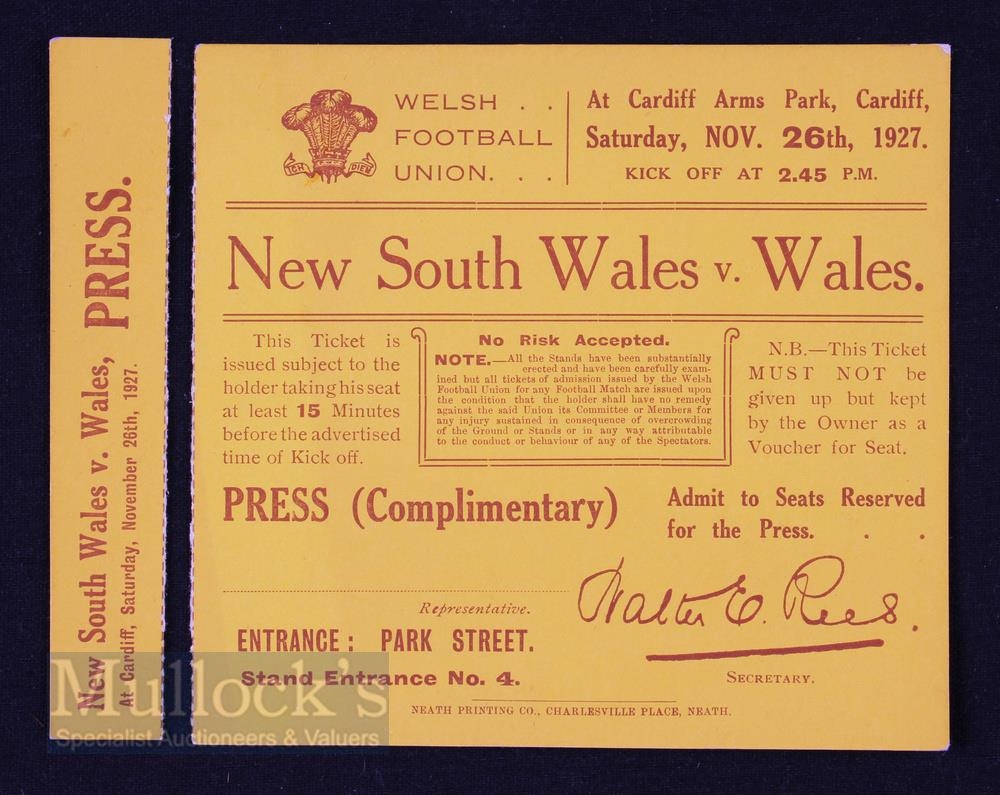 New South Wales v. Wales, PRESS.
At Cardiff, Saturday, November 26th, 1927.
ICH DIEN
WELSH . .
FOOTBALL
UNION. . .
At Cardiff Arms Park, Cardiff,
Saturday, NOV. 26th, 1927.
KICK OFF AT 2.45 P.M.
New South Wales v. Wales.
This Ticket is
issued subject to the
holder taking his seat
at least 15 Minutes
before the advertised
time of Kick off.
No Risk Accepted.
NOTE.—All the Stands have been substantially
erected and have been carefully exam-
ined but all tickets of admission issued by the Welsh
Football Union for any Football Match are issued upon
the condition that the holder shall have no remedy
against the said Union its Committee or Members for
any injury sustained in consequence of overcrowding
of the Ground or Stands or in any way attributable
to the conduct or behaviour of any of the Spectators.
N.B.—This Ticket
MUST NOT be
given up but kept
by the Owner as a
Voucher for Seat.
PRESS (Complimentary)
Admit to Seats Reserved
for the Press. . .
Representative.
Walter E. Rees.
ENTRANCE: PARK STREET.
Stand Entrance No. 4.
SECRETARY.
NEATH PRINTING CO., CHARLESVILLE PLACE, NEATH.
Mullock's
Specialist Auctioneers & Valuers